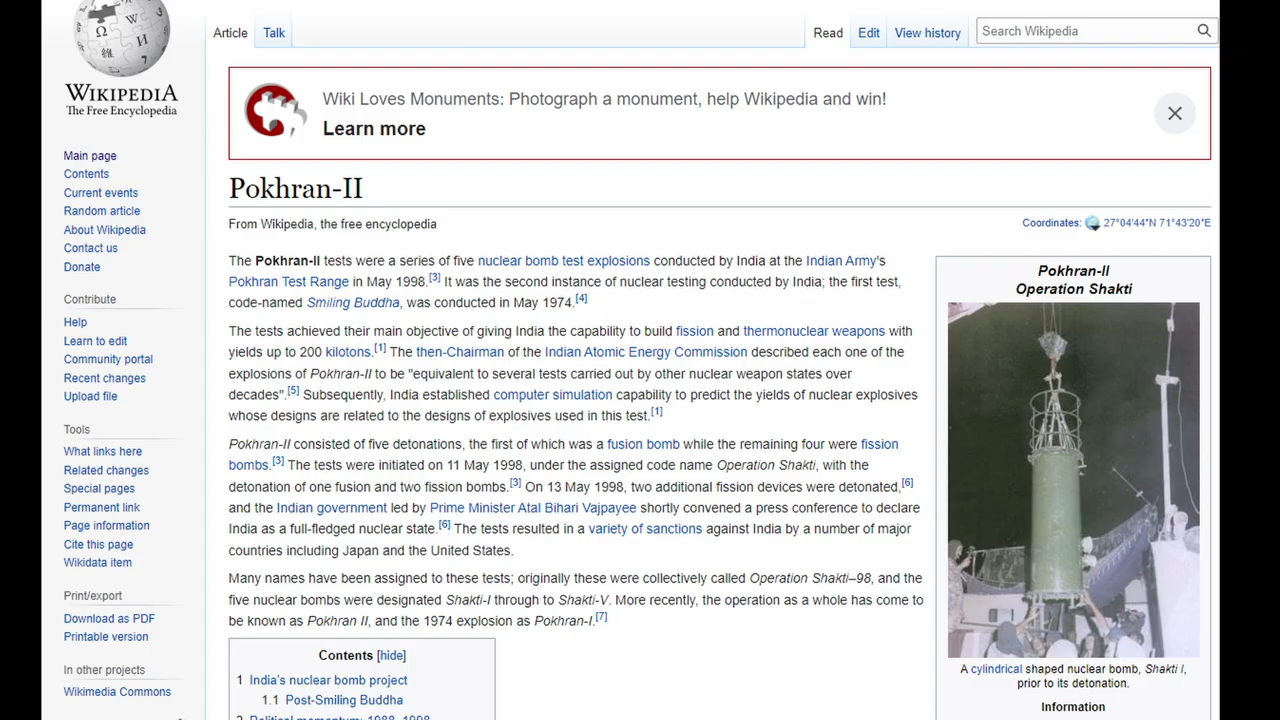 WIKIPEDIA
The Free Encyclopedia
Main page
Contents
Current events
Random article
About Wikipedia
Contact us
Donate
Contribute
Help
Learn to edit
Community portal
Recent changes
Upload file
Tools
What links here
Related changes
Special pages
Permanent link
Page information
Cite this page
Wikidata item
Print/export
Download as PDF
Printable version
In other projects
Wikimedia Commons
Article Talk Read Edit View history Search Wikipedia
Wiki Loves Monuments: Photograph a monument, help Wikipedia and win!
Learn more
Pokhran-II
From Wikipedia, the free encyclopedia
Coordinates: 27°04′44″N 71°43′20″E
The Pokhran-II tests were a series of five nuclear bomb test explosions conducted by India at the Indian Army's
Pokhran Test Range in May 1998.[3] It was the second instance of nuclear testing conducted by India; the first test,
code-named Smiling Buddha, was conducted in May 1974.[4]
The tests achieved their main objective of giving India the capability to build fission and thermonuclear weapons with
yields up to 200 kilotons.[1] The then-Chairman of the Indian Atomic Energy Commission described each one of the
explosions of Pokhran-II to be "equivalent to several tests carried out by other nuclear weapon states over
decades".[5] Subsequently, India established computer simulation capability to predict the yields of nuclear explosives
whose designs are related to the designs of explosives used in this test.[1]
Pokhran-II consisted of five detonations, the first of which was a fusion bomb while the remaining four were fission
bombs.[3] The tests were initiated on 11 May 1998, under the assigned code name Operation Shakti, with the
detonation of one fusion and two fission bombs.[3] On 13 May 1998, two additional fission devices were detonated,[6]
and the Indian government led by Prime Minister Atal Bihari Vajpayee shortly convened a press conference to declare
India as a full-fledged nuclear state.[6] The tests resulted in a variety of sanctions against India by a number of major
countries including Japan and the United States.
Many names have been assigned to these tests; originally these were collectively called Operation Shakti–98, and the
five nuclear bombs were designated Shakti-I through to Shakti-V. More recently, the operation as a whole has come to
be known as Pokhran II, and the 1974 explosion as Pokhran-I.[7]
Contents [hide]
1 India's nuclear bomb project
1.1 Post-Smiling Buddha
2 Political momentum: 1988–1998
Pokhran-II
Operation Shakti
A cylindrical shaped nuclear bomb, Shakti I,
prior to its detonation.
Information